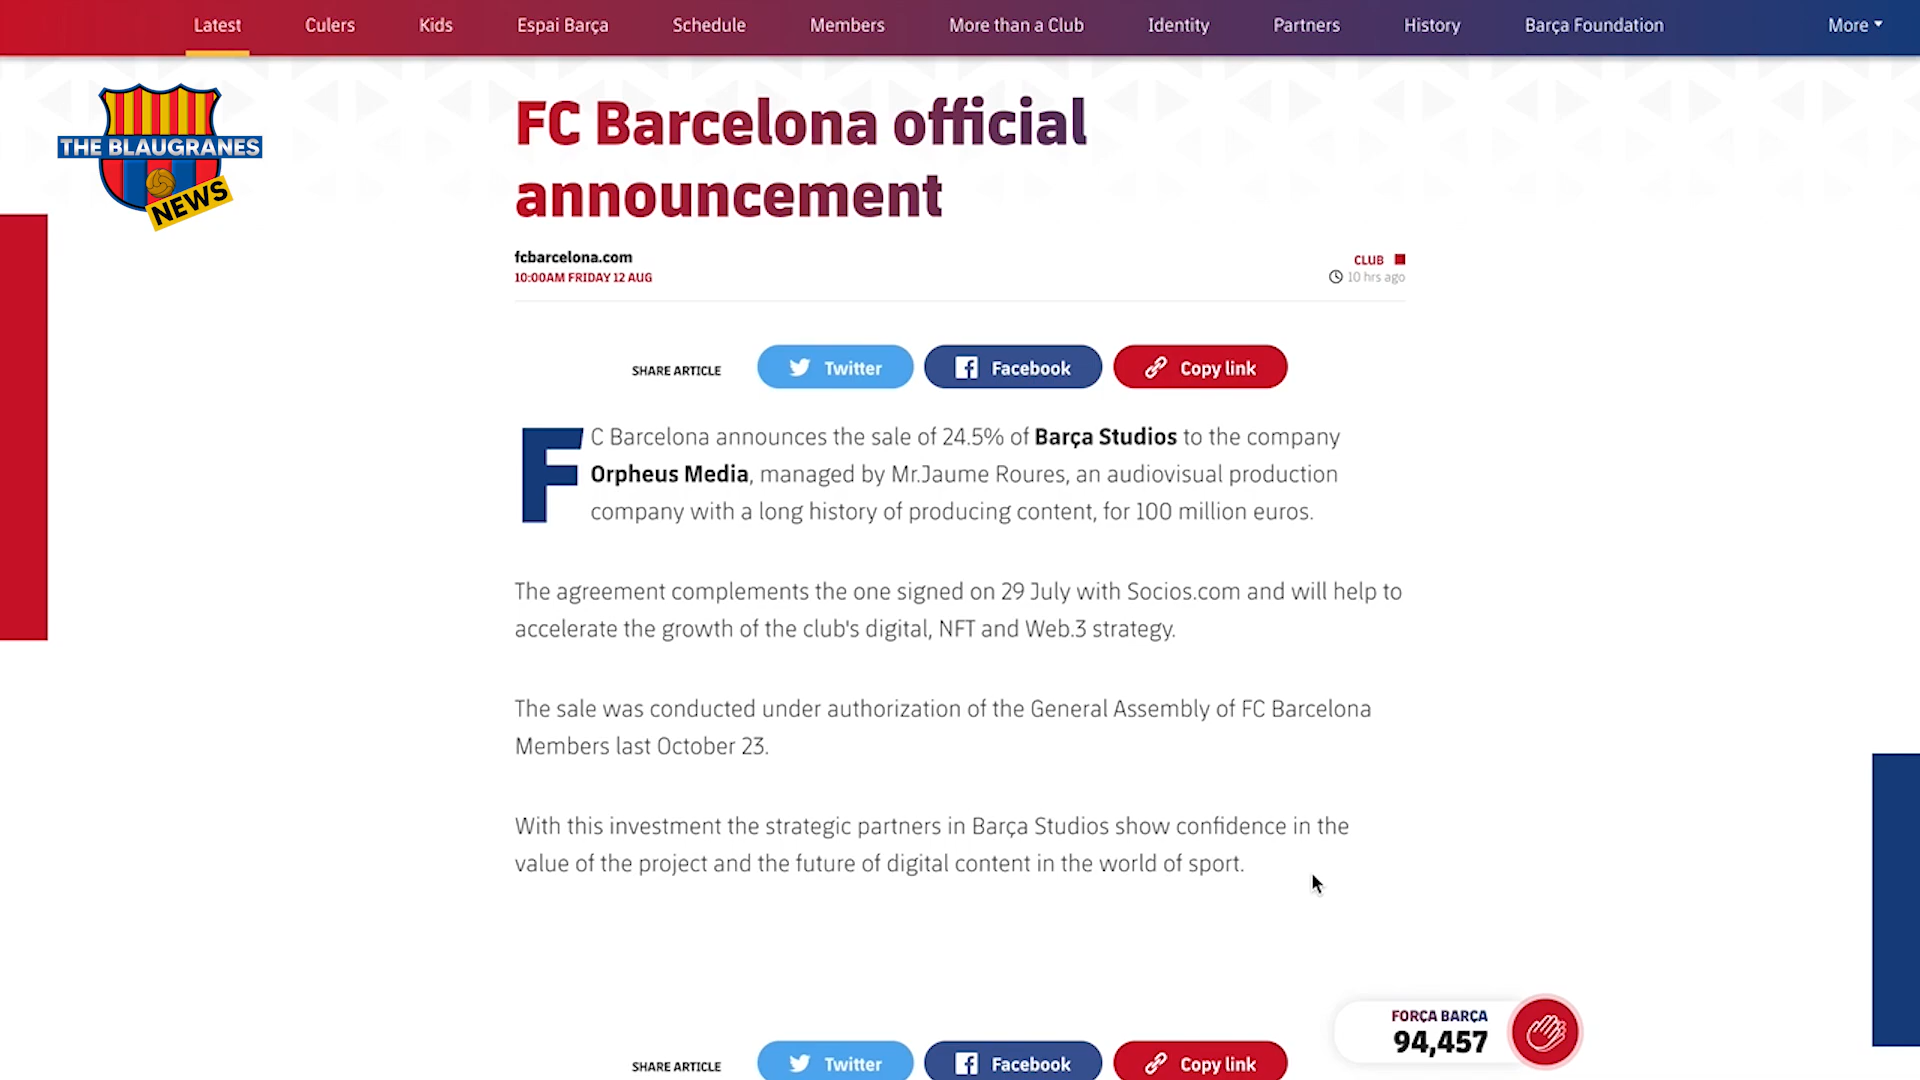 Latest Culers Kids Espai Barça Schedule Members More than a Club Identity Partners History Barça Foundation More
THE BLAUGRANES
NEWS
FC Barcelona official
announcement
fcbarcelona.com
10:00AM FRIDAY 12 AUG
CLUB
10 hrs ago
SHARE ARTICLE Twitter Facebook Copy link
FC Barcelona announces the sale of 24.5% of Barça Studios to the company
Orpheus Media, managed by Mr.Jaume Roures, an audiovisual production
company with a long history of producing content, for 100 million euros.
The agreement complements the one signed on 29 July with Socios.com and will help to
accelerate the growth of the club's digital, NFT and Web.3 strategy.
The sale was conducted under authorization of the General Assembly of FC Barcelona
Members last October 23.
With this investment the strategic partners in Barça Studios show confidence in the
value of the project and the future of digital content in the world of sport.
FORÇA BARÇA
94,457
SHARE ARTICLE Twitter Facebook Copy link